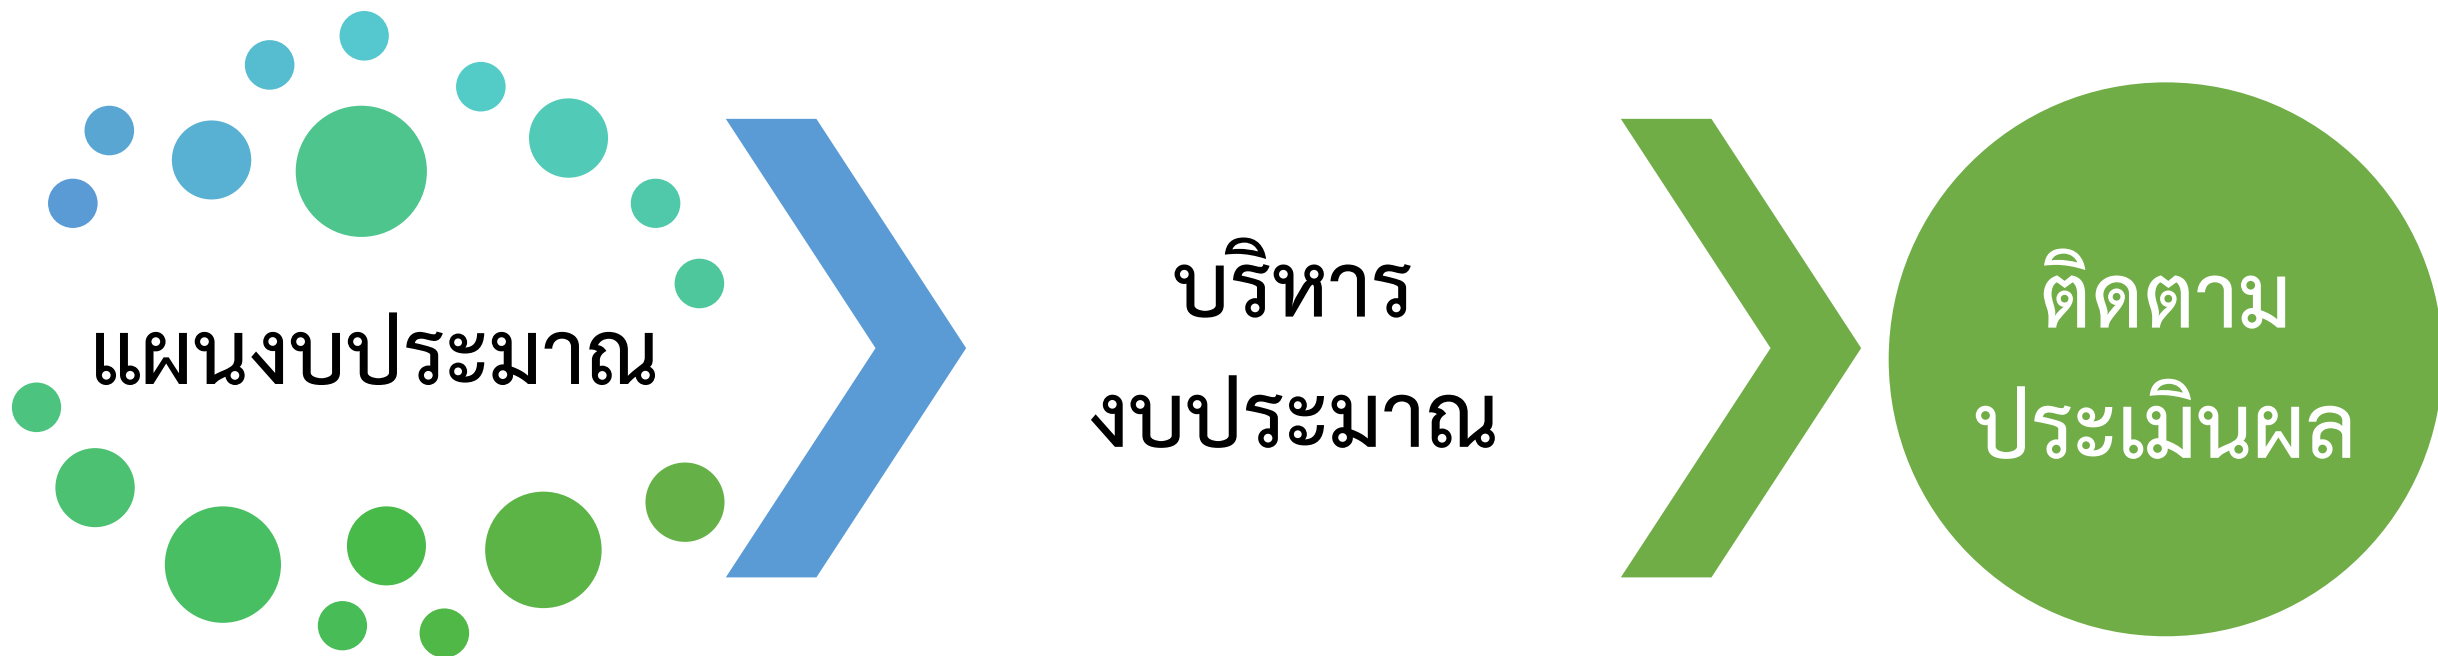 แผนงบประมาณ
บริหาร
งบประมาณ
ติดตาม
ประเมินผล